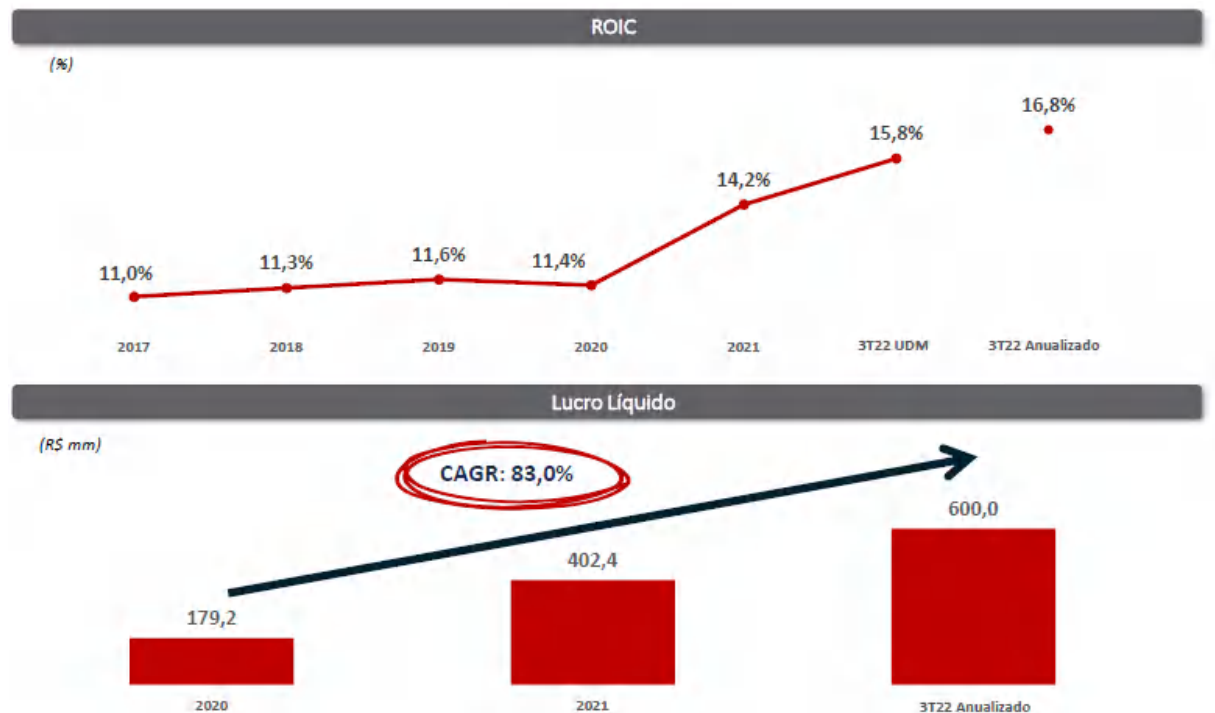 ROIC
(%)
16,8%
15,8%
14,2%
11,6%
11,3%
11,4%
11,0%
2017 2018 2019 2020 2021 3T22 UDM 3T22 Anualizado
Lucro Líquido
(R$ mm)
CAGR: 83,0%
600,0
402,4
179,2
2020 2021 3T22 Anualizado